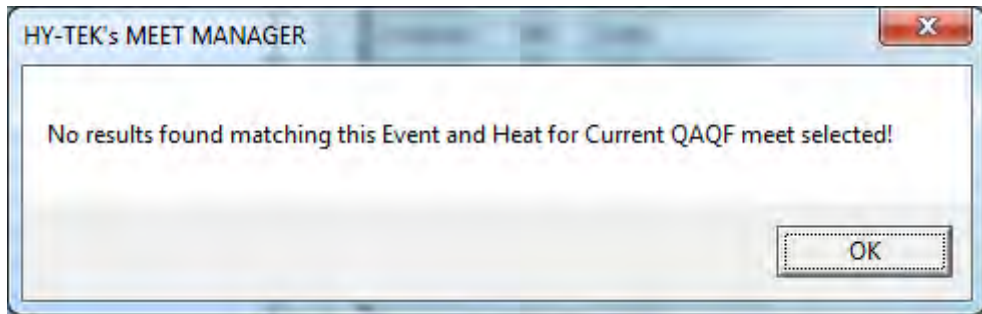 HY-TEK's MEET MANAGER
No results found matching this Event and Heat for Current QAQF meet selected!
OK